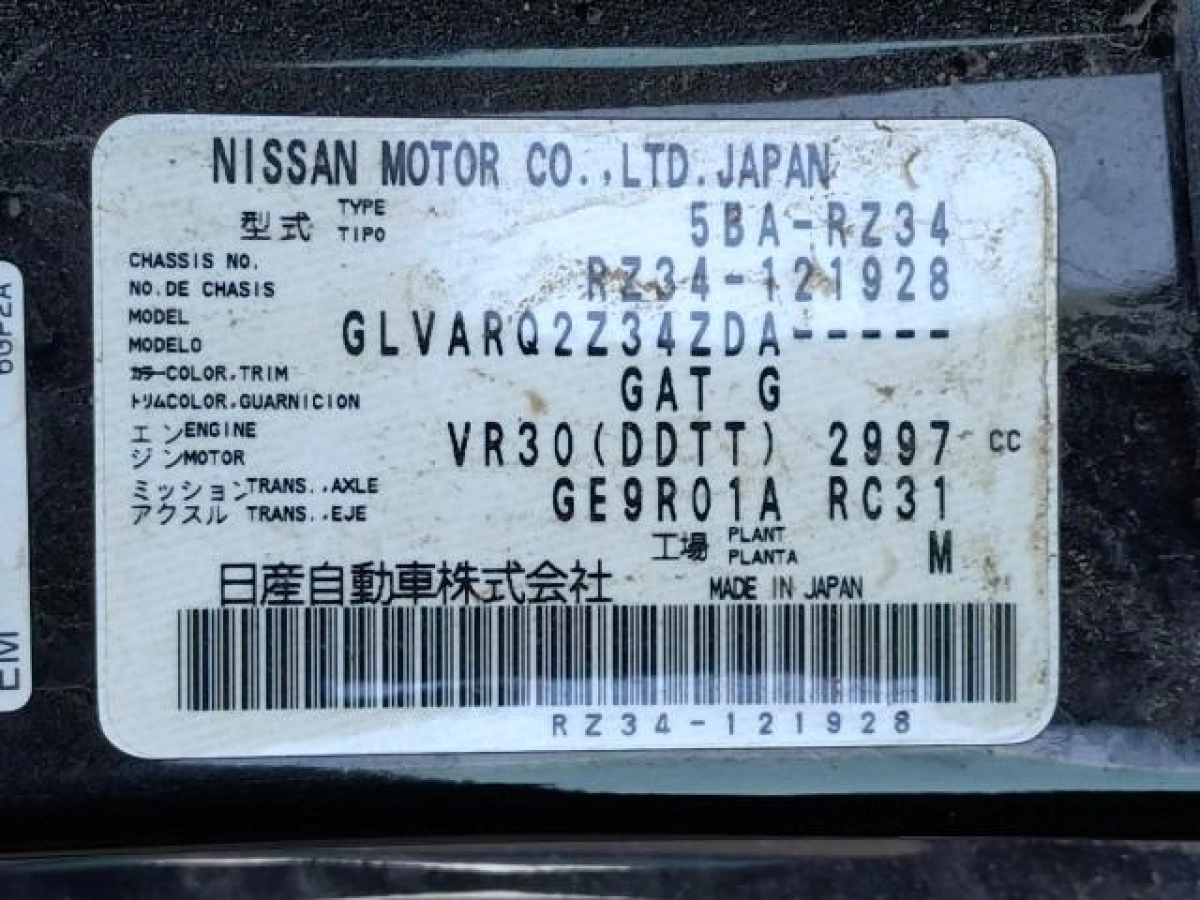 NISSAN MOTOR CO.,LTD.JAPAN
型式 TYPE TIPO 5BA-RZ34
CHASSIS NO.
NO.DE CHASIS RZ34-121928
MODEL
MODELO GLVARQ2Z34ZDA-----
カラーCOLOR.TRIM
トリムCOLOR.GUARNICION GAT G
エンENGINE
ジンMOTOR VR30(DDTT) 2997 CC
ミッションTRANS..AXLE
アクスル TRANS..EJE GE9R01A RC31
工場 PLANT PLANTA M
日産自動車株式会社 MADE IN JAPAN
RZ34-121928